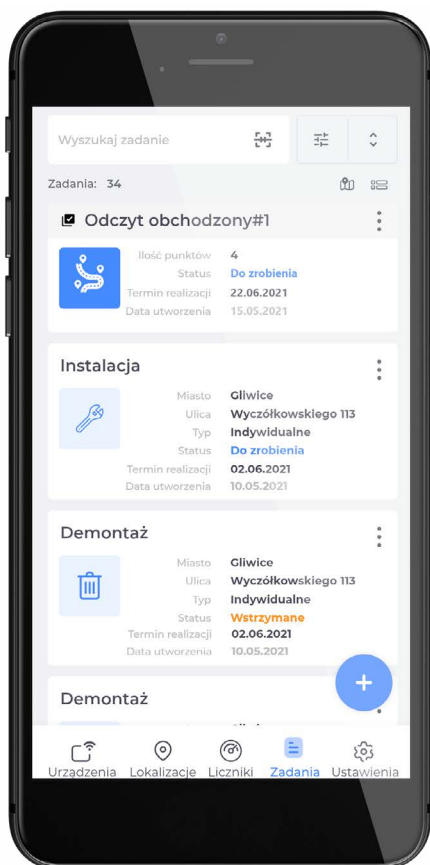 Wyszukaj zadanie
Zadania: 34
Odczyt obchodzony#1
Ilość punktów 4
Status Do zrobienia
Termin realizacji 22.06.2021
Data utworzenia 15.05.2021
Instalacja
Miasto Gliwice
Ulica Wyczółkowskiego 113
Typ Indywidualne
Status Do zrobienia
Termin realizacji 02.06.2021
Data utworzenia 10.05.2021
Demontaż
Miasto Gliwice
Ulica Wyczółkowskiego 113
Typ Indywidualne
Status Wstrzymane
Termin realizacji 02.06.2021
Data utworzenia 10.05.2021
Demontaż
+
Urządzenia Lokalizacje Liczniki Zadania Ustawienia